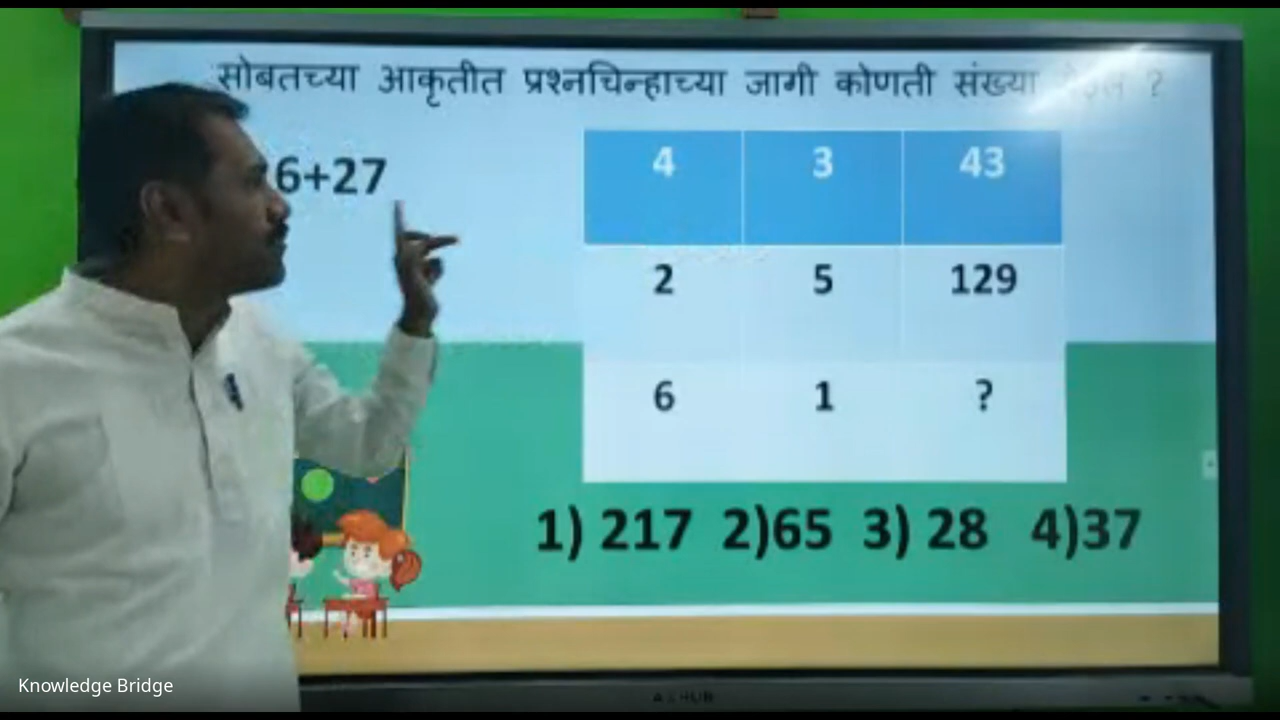 सोबतच्या आकृतीत प्रश्नचिन्हाच्या जागी कोणती संख्या ?
6+27
4 3 43
2 5 129
6 1 ?
1) 217 2)65 3) 28 4)37
Knowledge Bridge